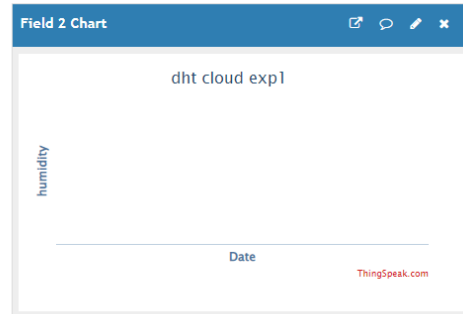 Field 2 Chart
dht cloud exp1
humidity
Date
ThingSpeak.com